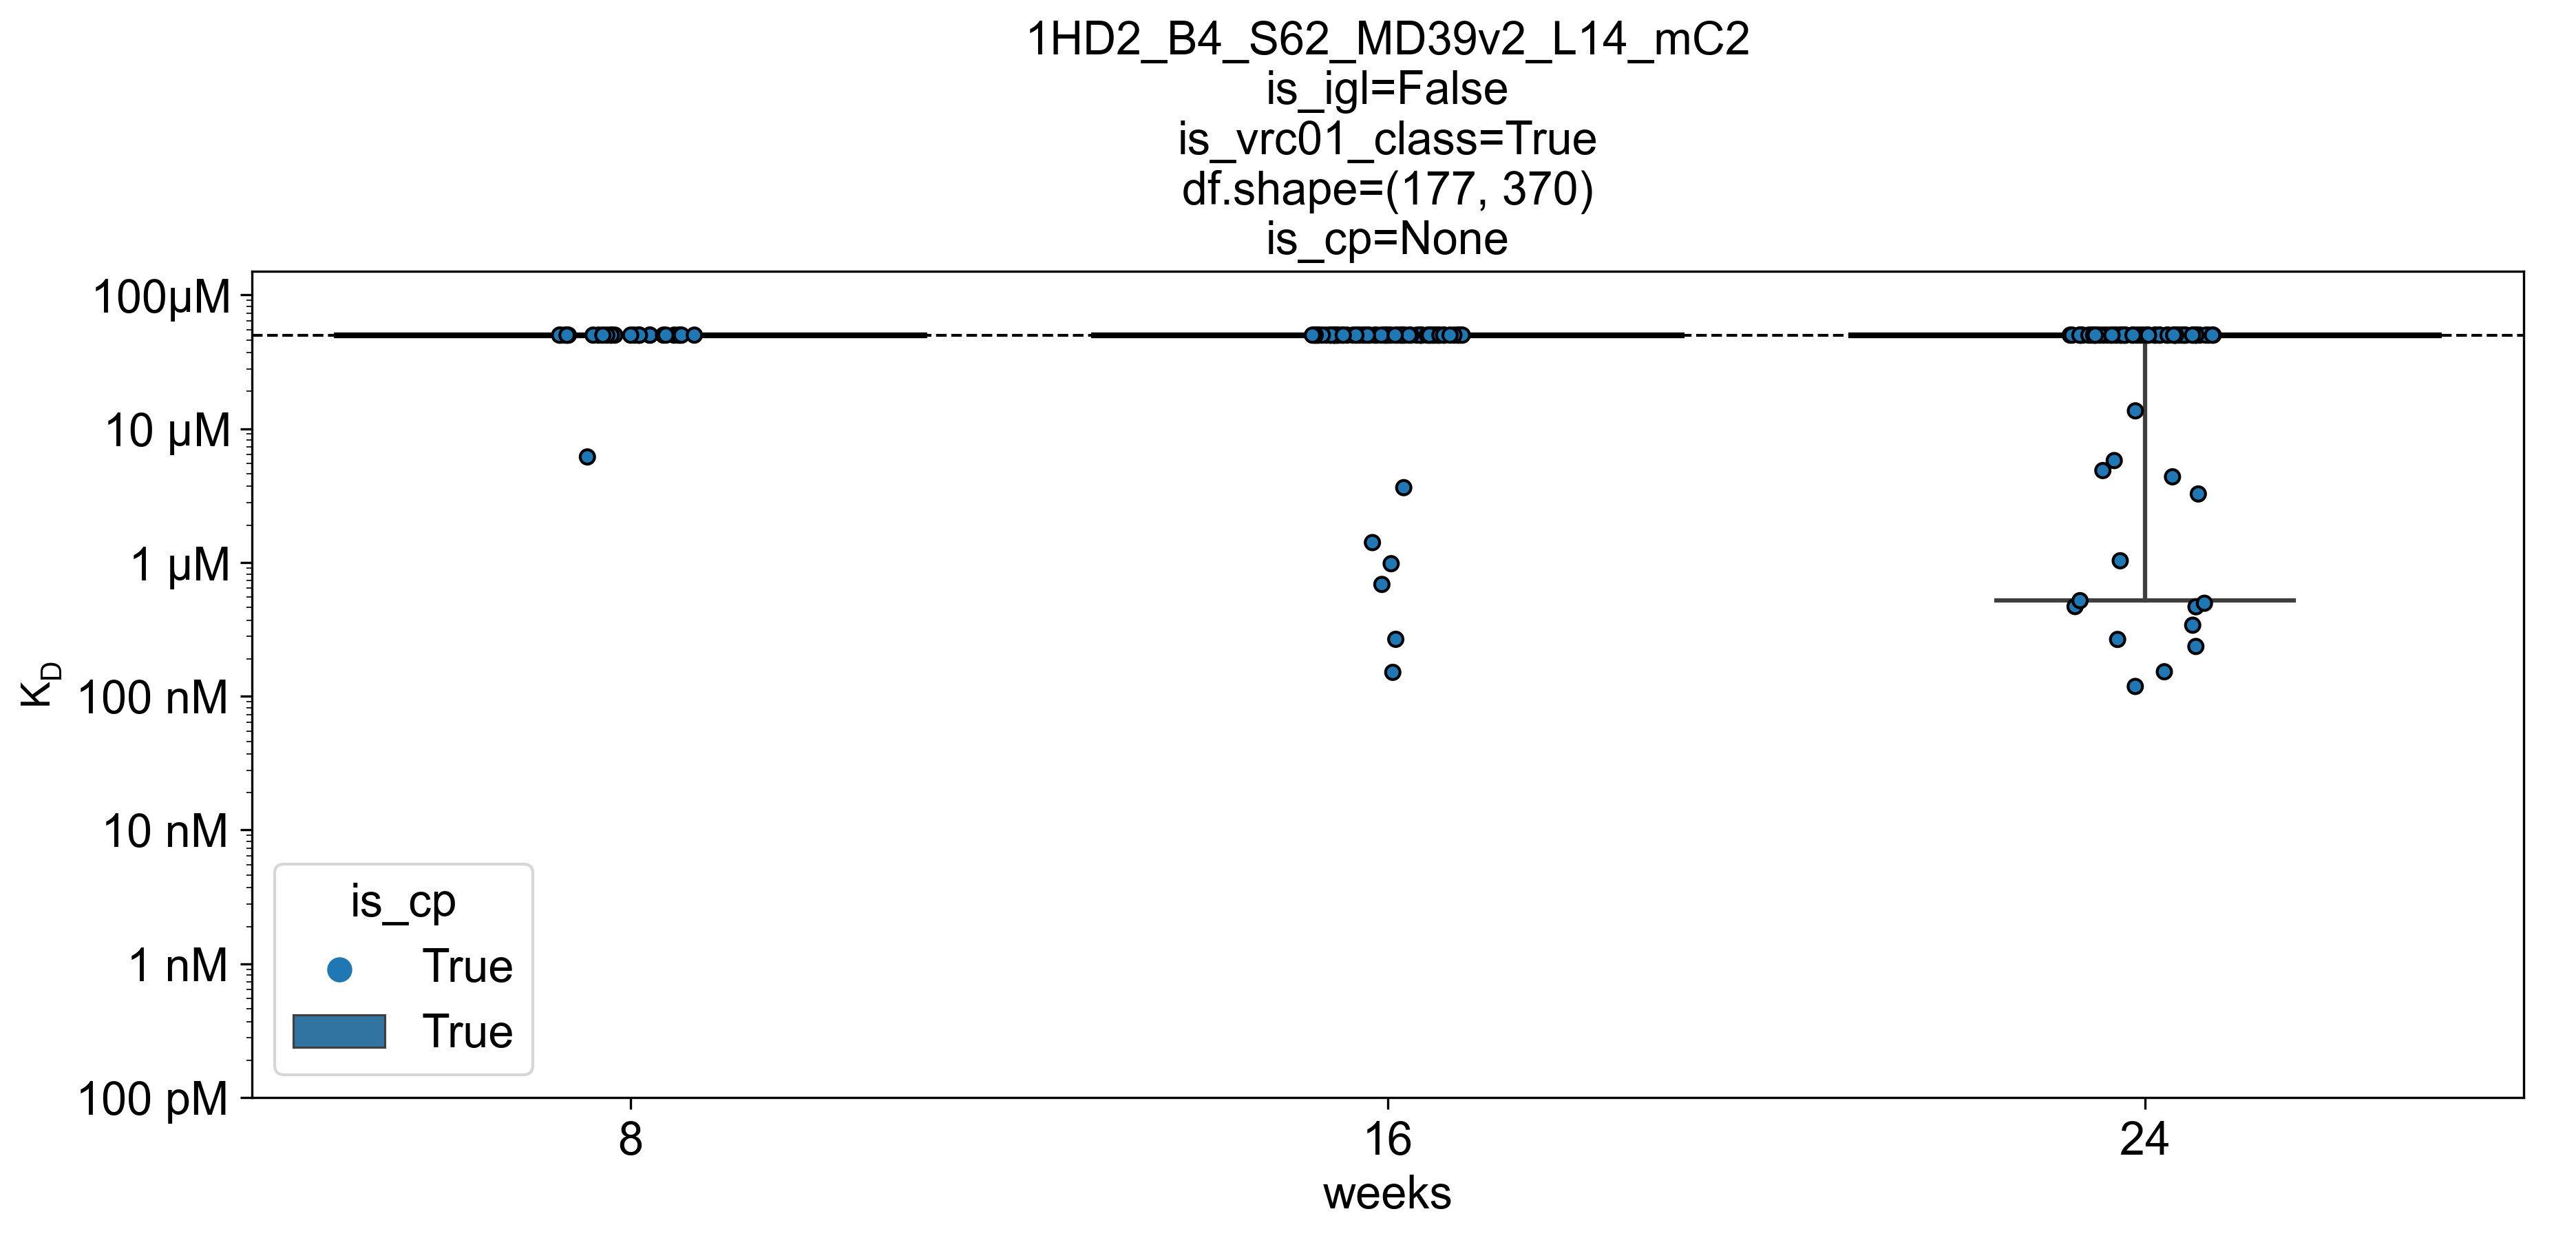 1HD2_B4_S62_MD39v2_L14_mC2
is_igl=False
is_vrc01_class=True
df.shape=(177, 370)
is_cp=None
100µM
10 µM
1 µM
100 nM
10 nM
1 nM
100 pM
KD
is_cp
True
True
8
16
24
weeks